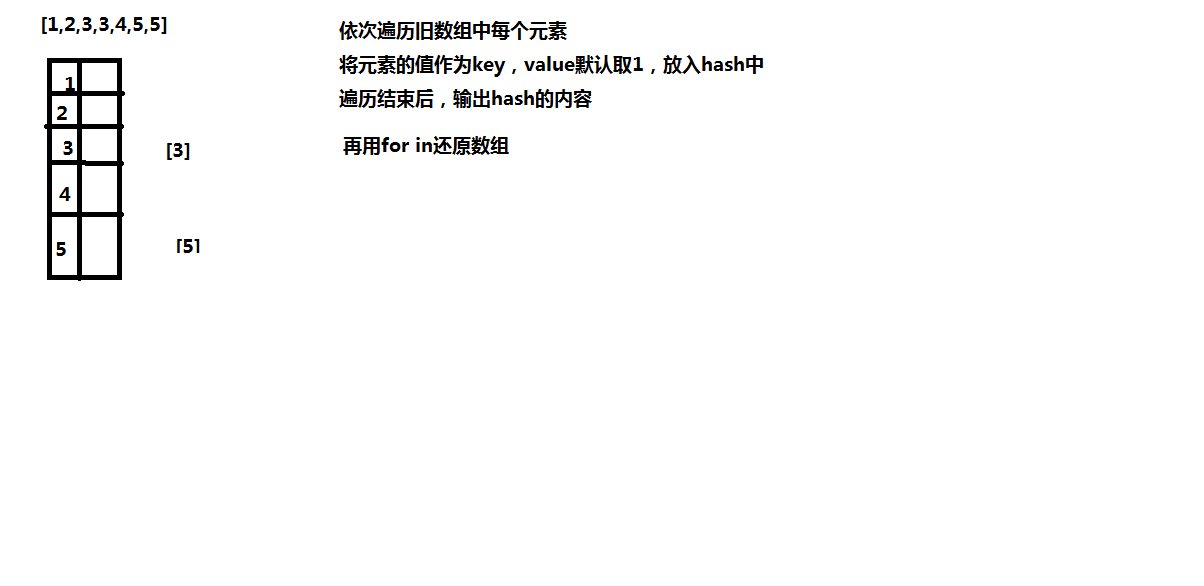 [1,2,3,3,4,5,5]
1
2
3
4
5
[3]
[5]
依次遍历旧数组中每个元素
将元素的值作为key，value默认取1，放入hash中
遍历结束后，输出hash的内容
再用for in还原数组